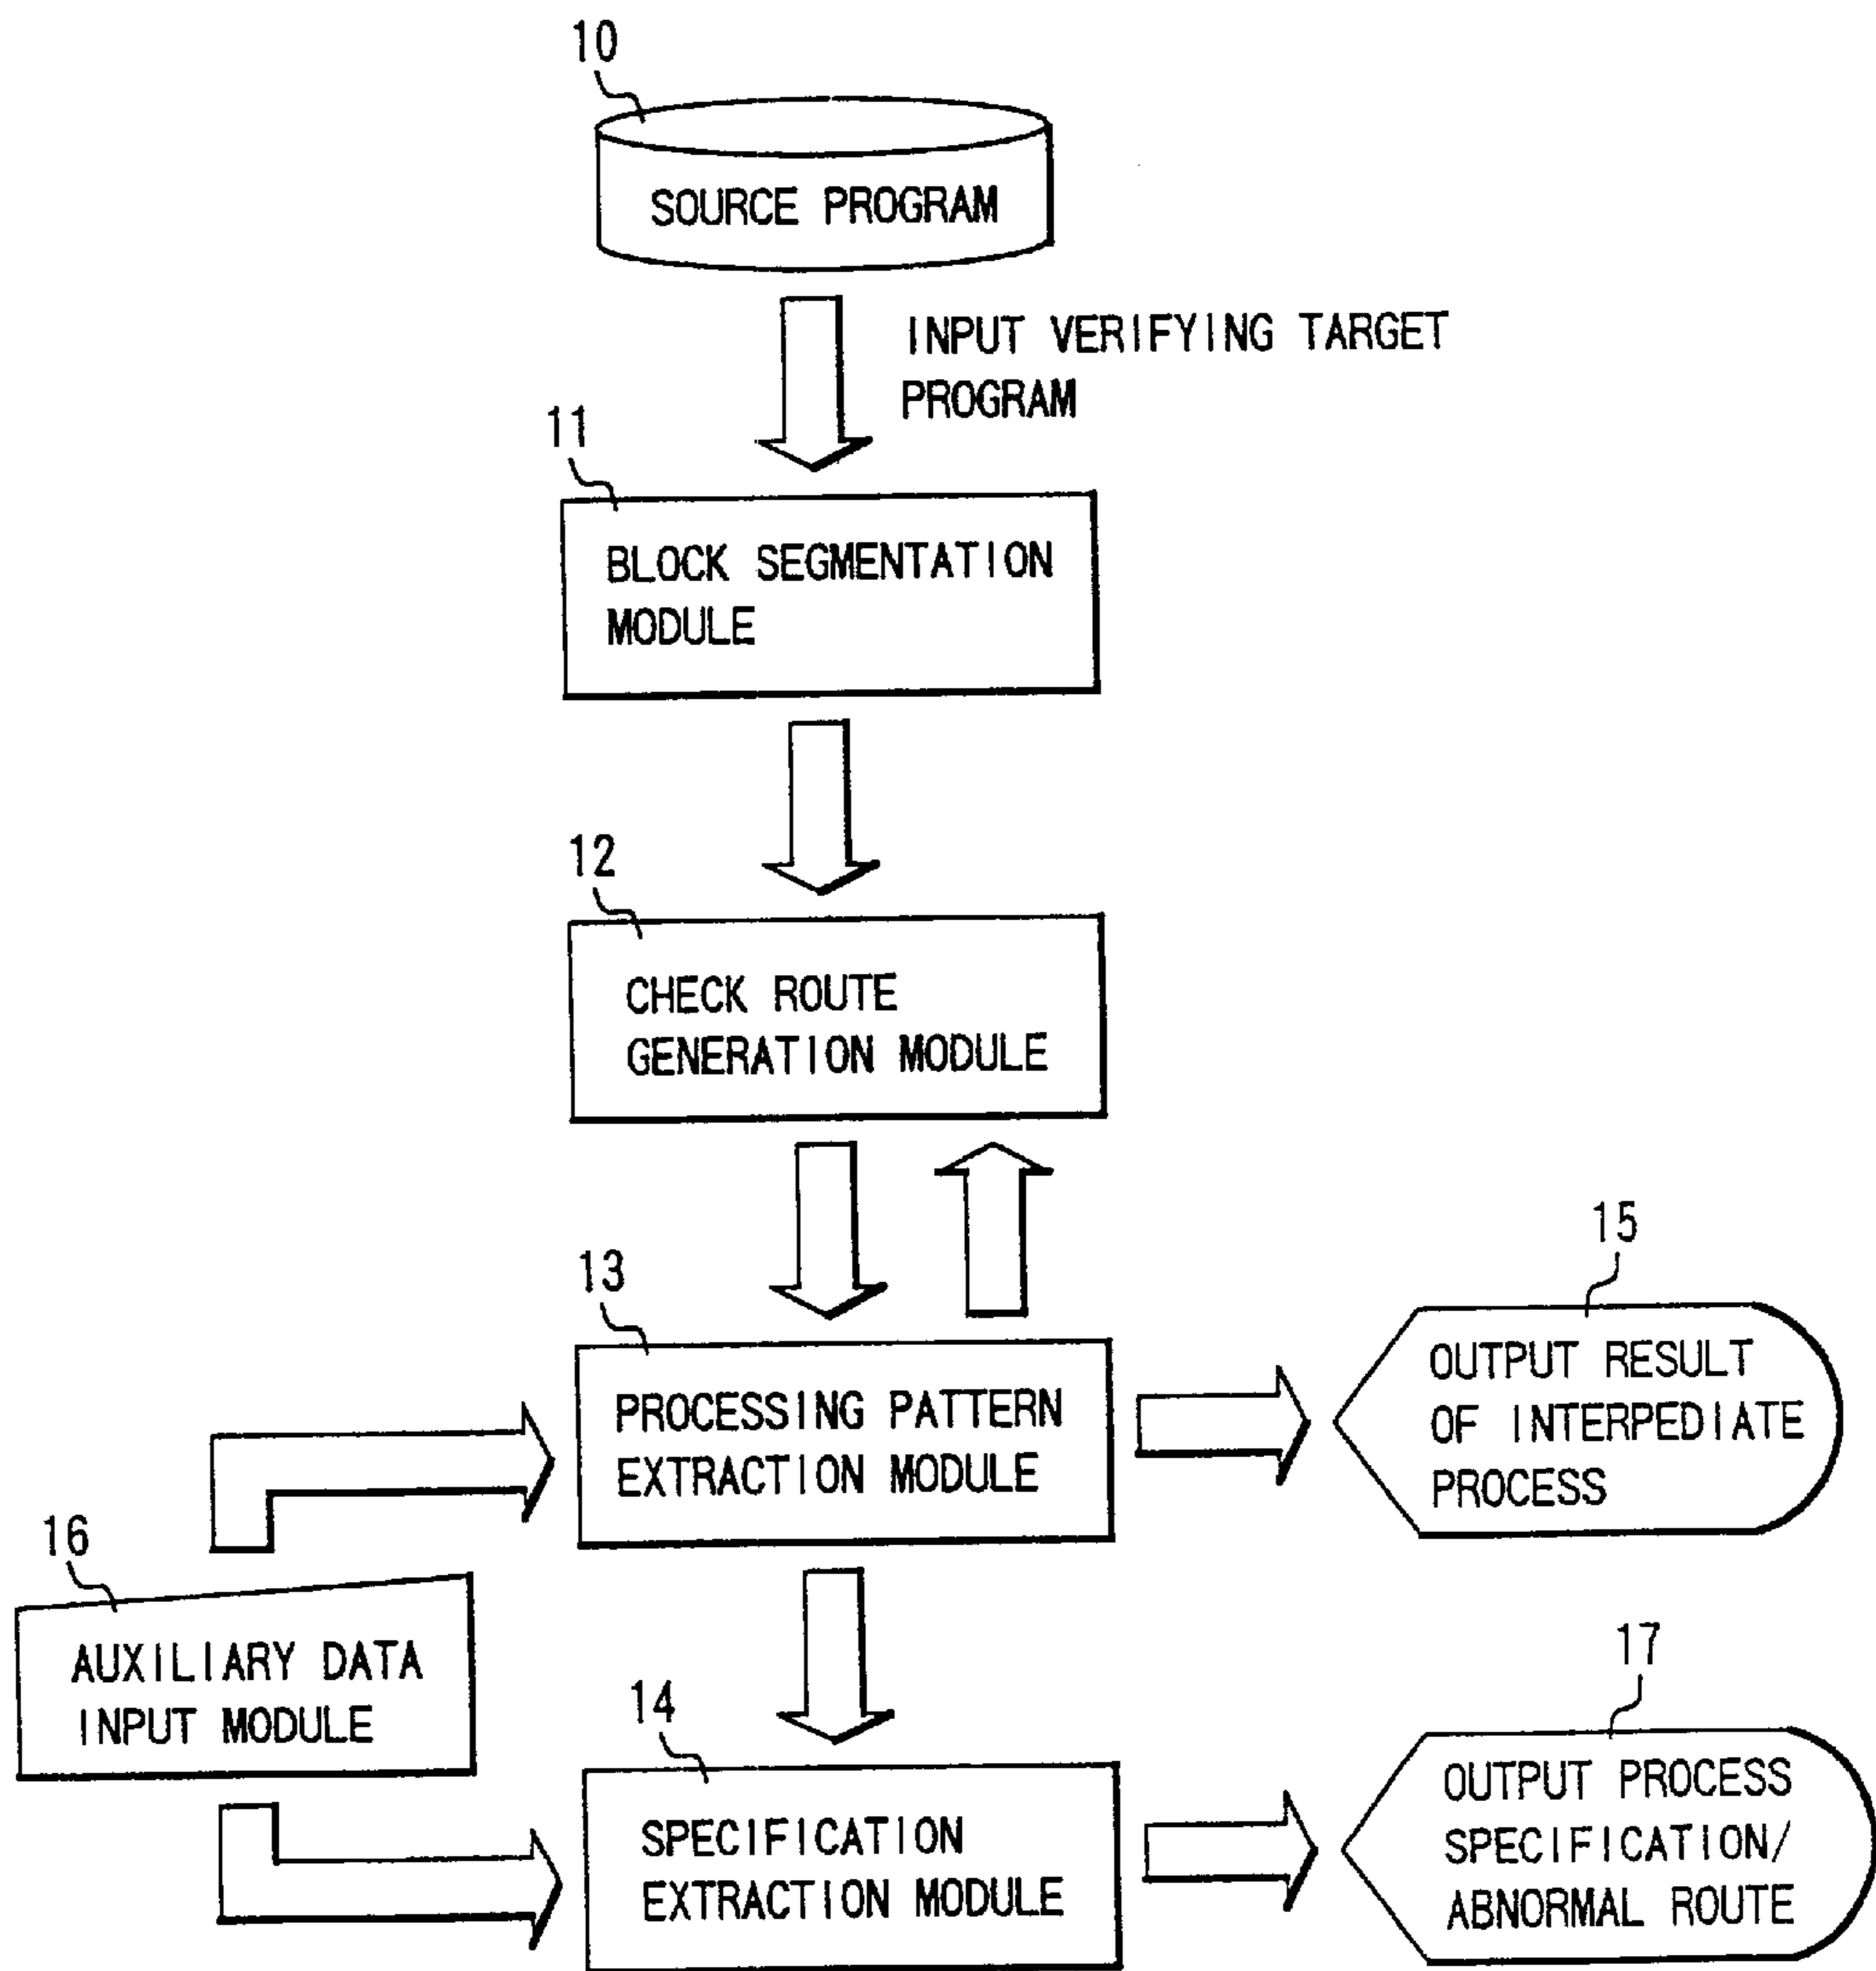 10
SOURCE PROGRAM
INPUT VERIFYING TARGET
PROGRAM
11
BLOCK SEGMENTATION
MODULE
12
CHECK ROUTE
GENERATION MODULE
13
PROCESSING PATTERN
EXTRACTION MODULE
15
OUTPUT RESULT
OF INTERPEDIATE
PROCESS
16
AUXILIARY DATA
INPUT MODULE
14
SPECIFICATION
EXTRACTION MODULE
17
OUTPUT PROCESS
SPECIFICATION/
ABNORMAL ROUTE